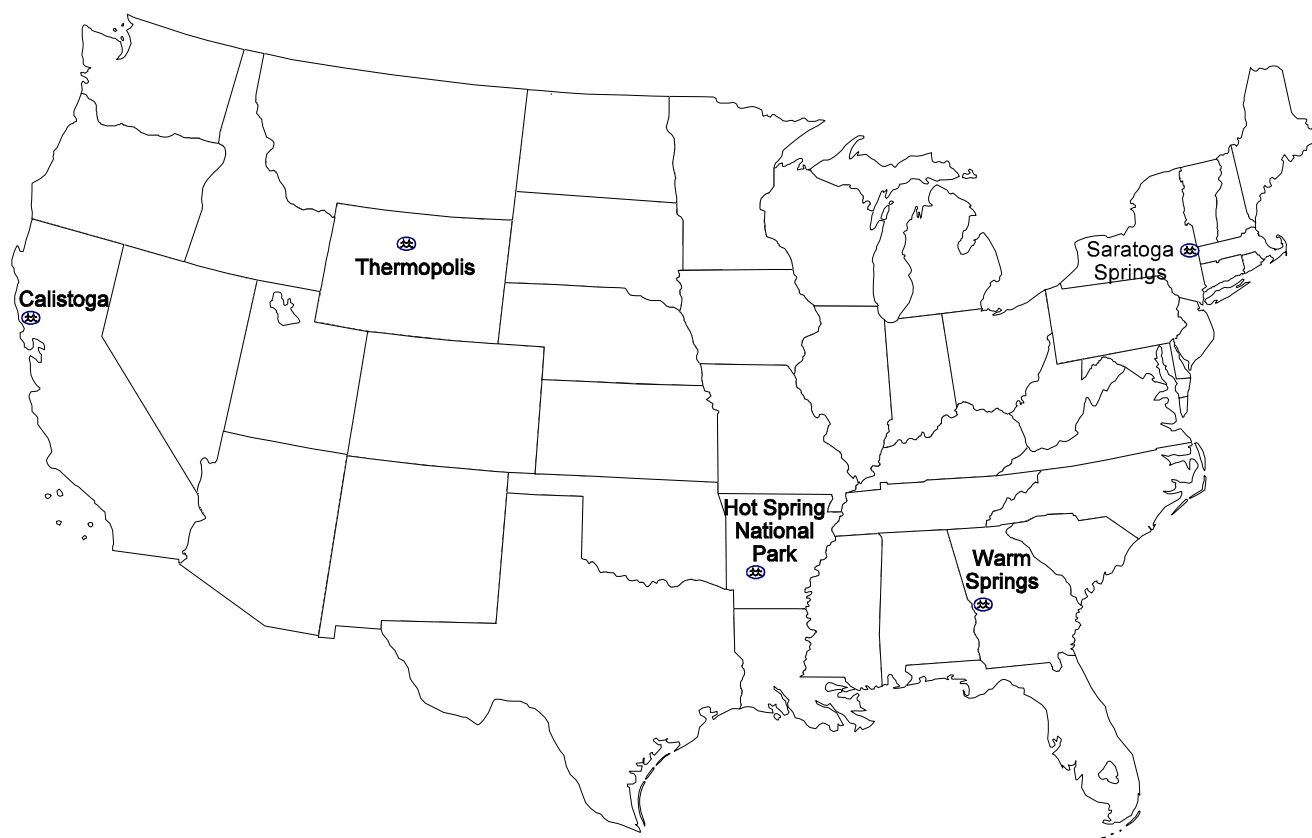 Saratoga
Springs
Thermopolis
Calistoga
Hot Spring
National
Park
Warm
Springs